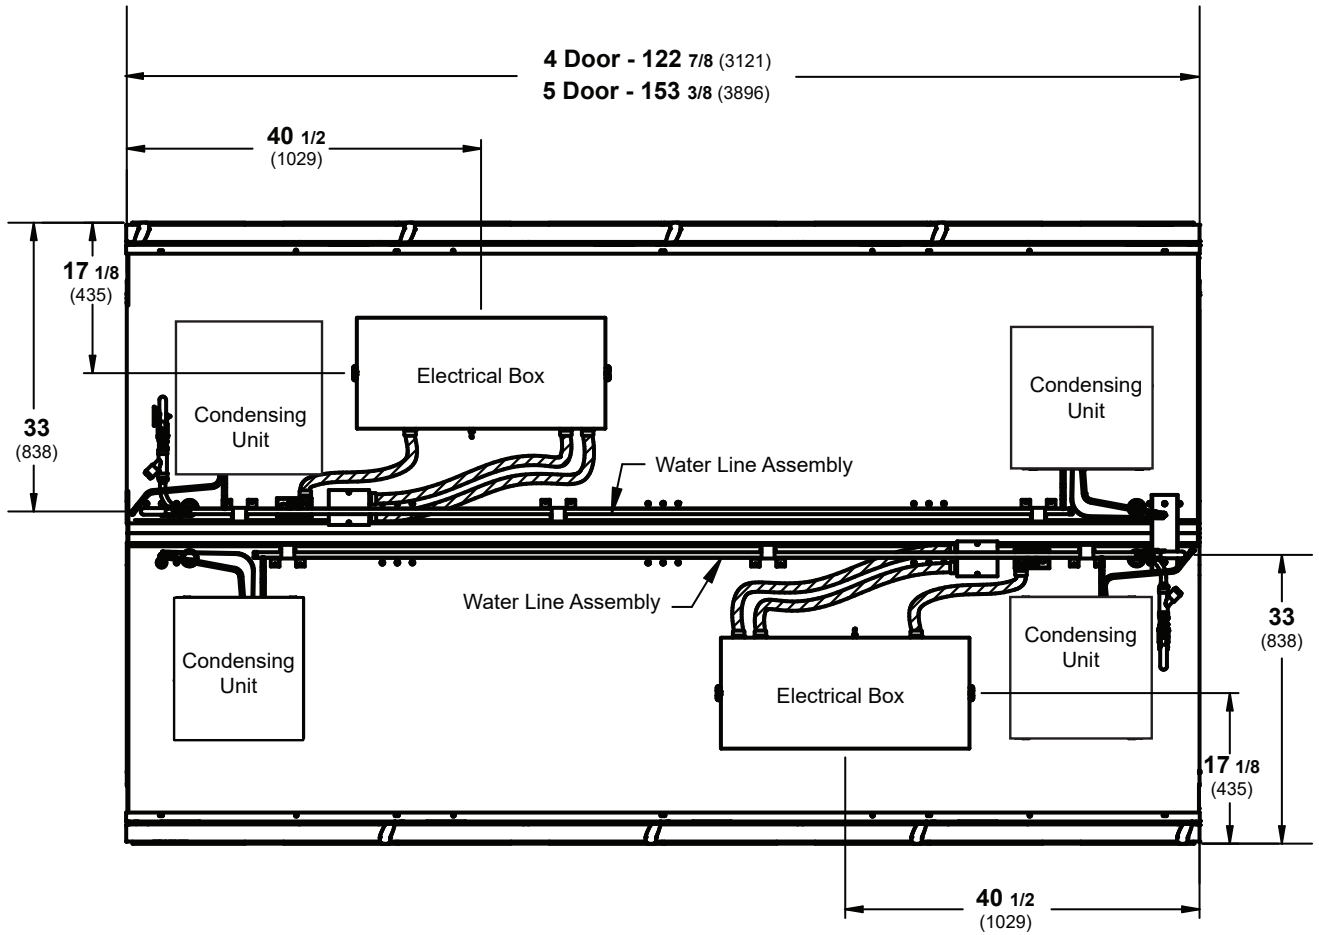 4 Door - 122 7/8 (3121)
5 Door - 153 3/8 (3896)
40 1/2
(1029)
17 1/8
(435)
33
(838)
Electrical Box
Condensing
Unit
Condensing
Unit
Water Line Assembly
Water Line Assembly
Condensing
Unit
Electrical Box
Condensing
Unit
33
(838)
17 1/8
(435)
40 1/2
(1029)